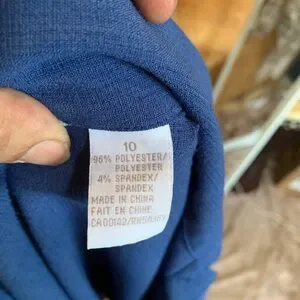 10
96% POLYESTER/
POLYESTER
4% SPANDEX/
SPANDEX
MADE IN CHINA
FAIT EN CHINE